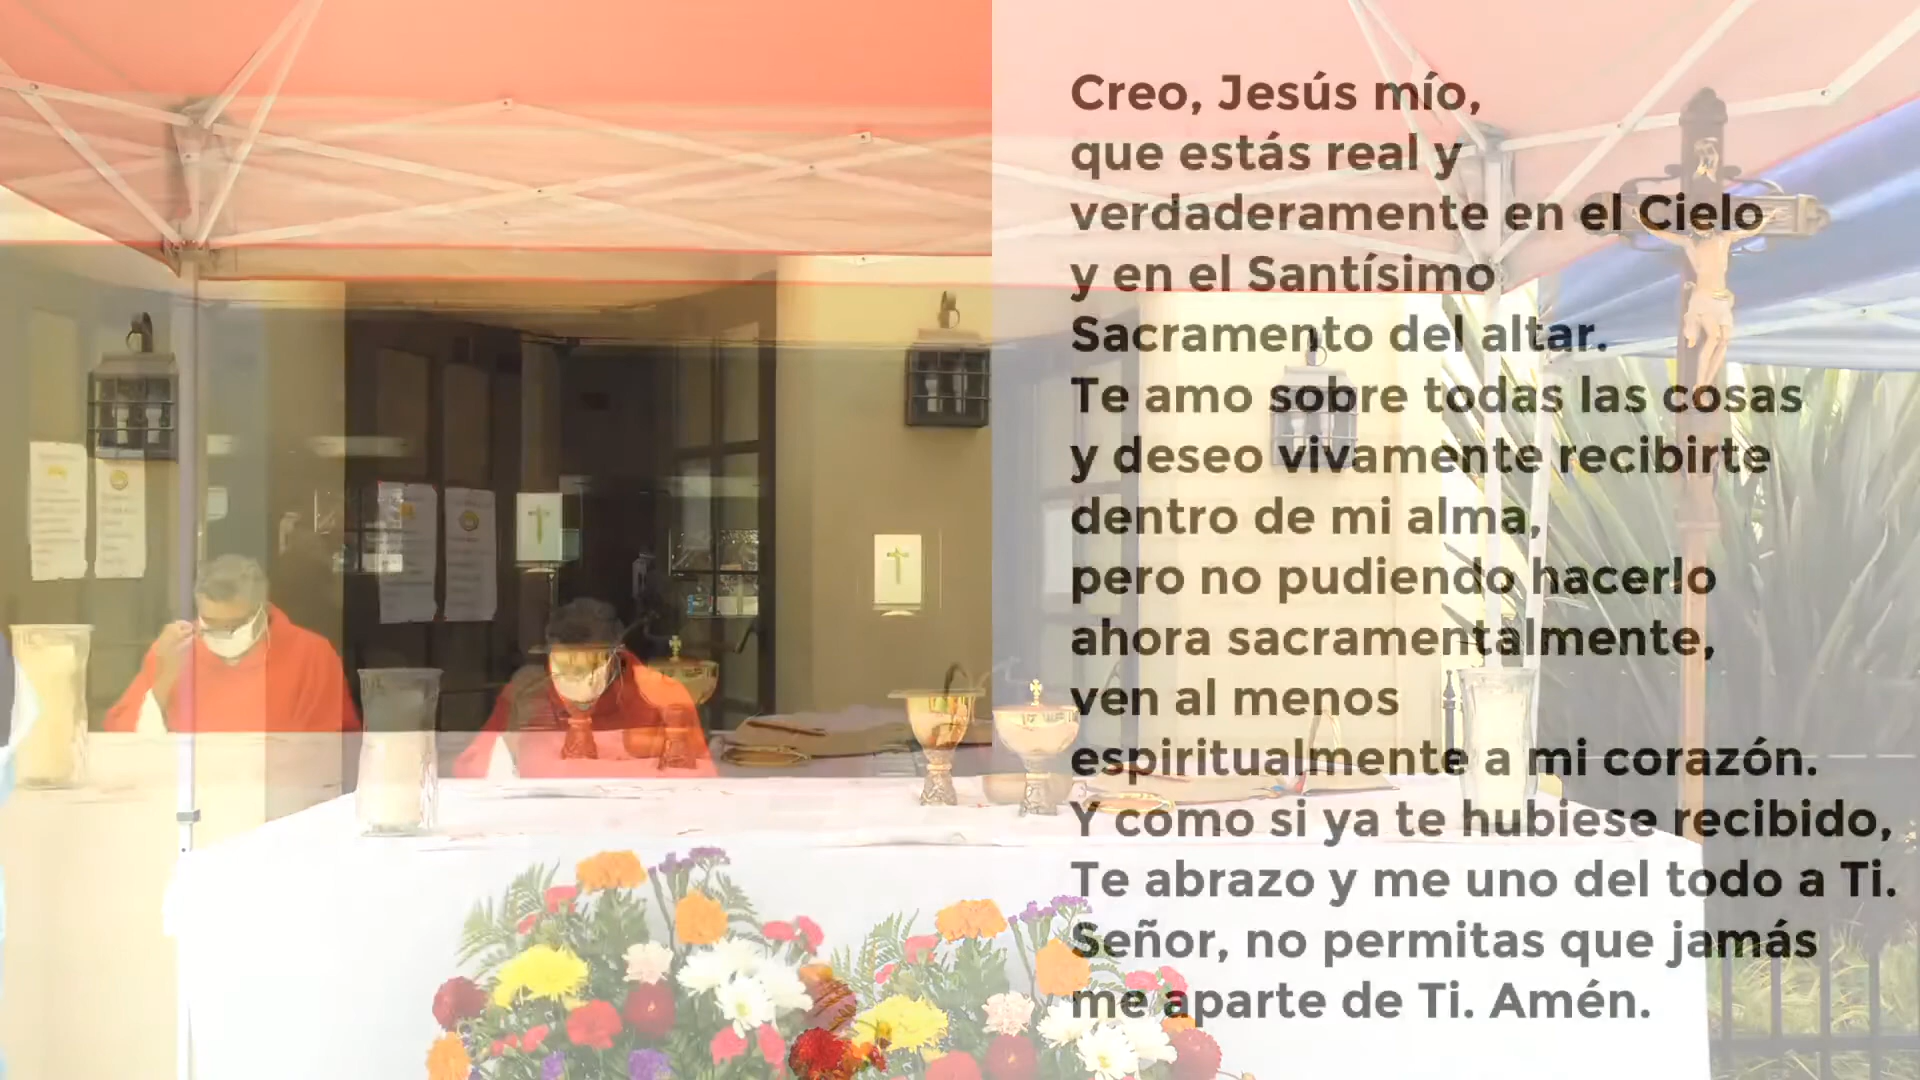 Creo, Jesús mío,
que estás real y
verdaderamente en el Cielo
y en el Santísimo
Sacramento del altar.
Te amo sobre todas las cosas
y deseo vivamente recibirte
dentro de mi alma,
pero no pudiendo hacerlo
ahora sacramentalmente,
ven al menos
espiritualmente a mi corazón.
Y como si ya te hubiese recibido,
Te abrazo y me uno del todo a Ti.
Señor, no permitas que jamás
me aparte de Ti. Amén.